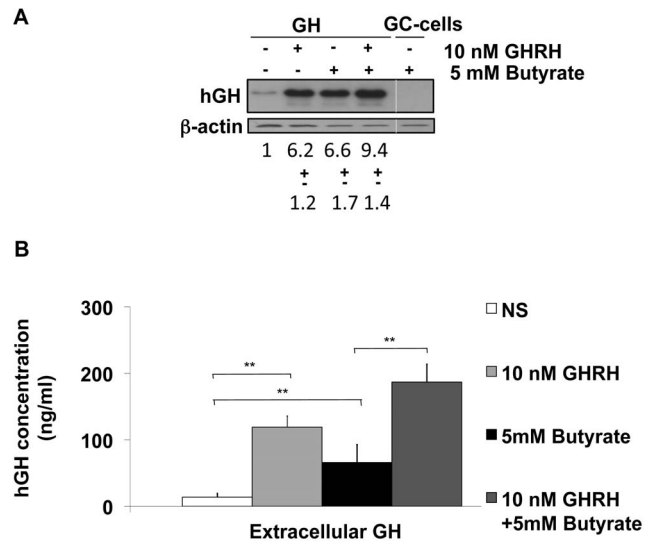 A
GH GC-cells
- + - + - 10 nM GHRH
- - + + + 5 mM Butyrate
hGH
β-actin
1 6.2 6.6 9.4
+ + +
- - -
1.2 1.7 1.4
B
300
200
100
0
hGH concentration
(ng/ml)
**
**
**
Extracellular GH
NS
10 nM GHRH
5mM Butyrate
10 nM GHRH
+5mM Butyrate